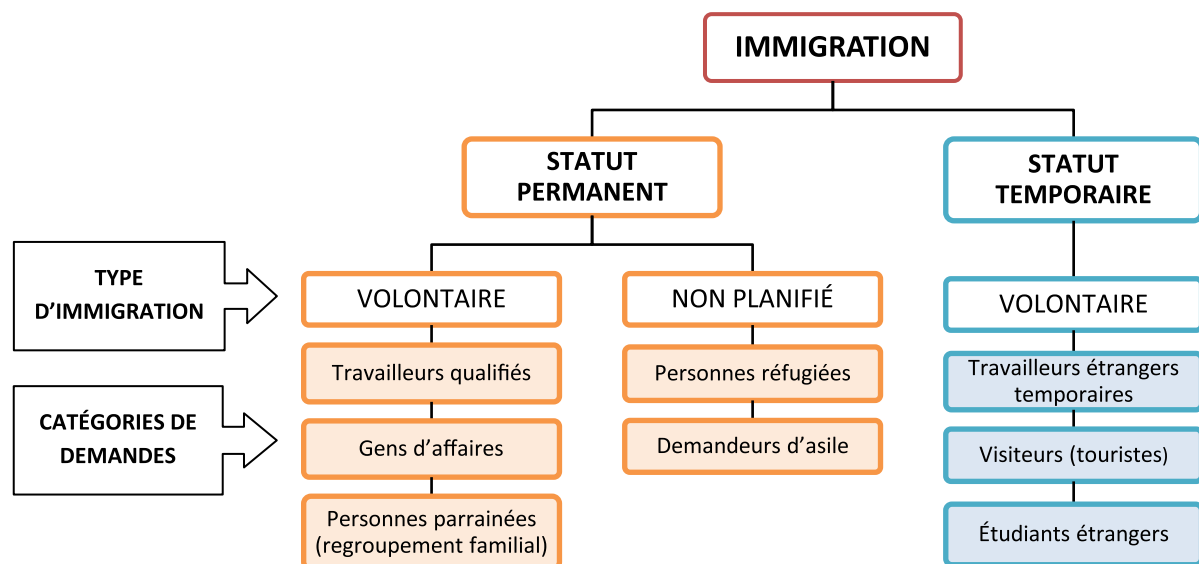 IMMIGRATION
STATUT
PERMANENT
STATUT
TEMPORAIRE
TYPE
D’IMMIGRATION
VOLONTAIRE
NON PLANIFIÉ
VOLONTAIRE
CATÉGORIES DE
DEMANDES
Travailleurs qualifiés
Personnes réfugiées
Travailleurs étrangers
temporaires
Gens d’affaires
Demandeurs d’asile
Visiteurs (touristes)
Personnes parrainées
(regroupement familial)
Étudiants étrangers